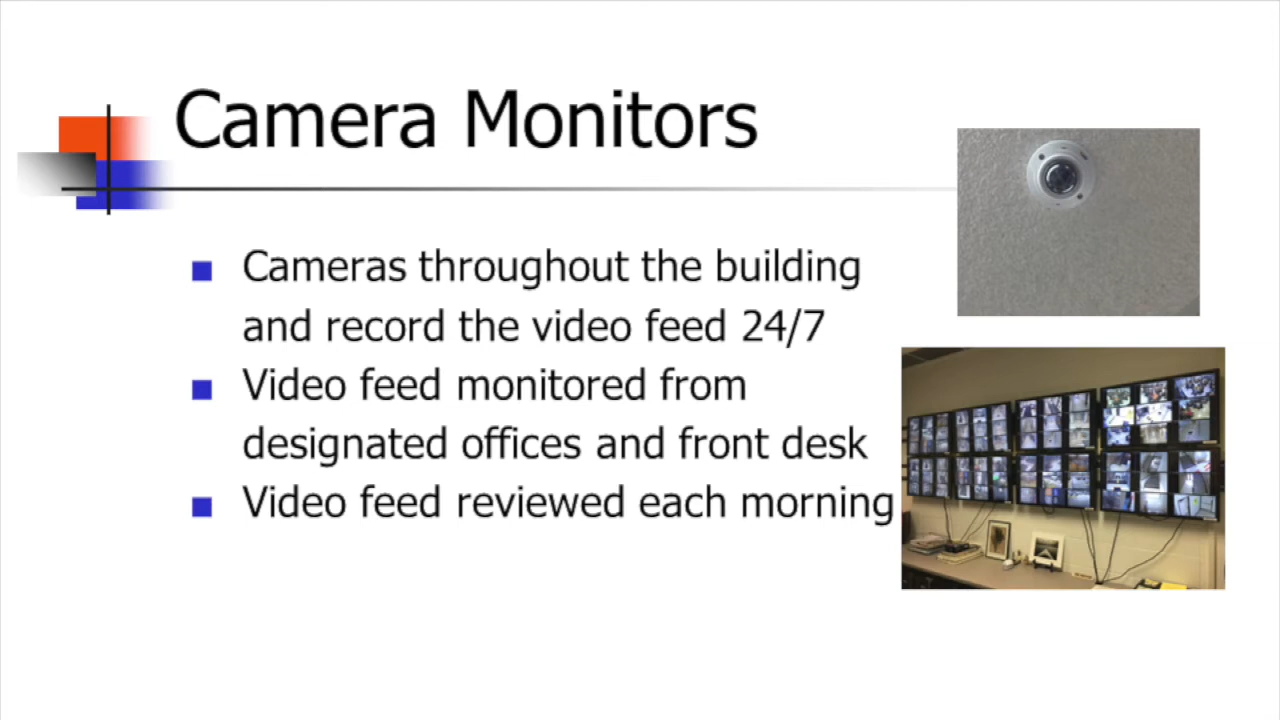 Camera Monitors
Cameras throughout the building
and record the video feed 24/7
Video feed monitored from
designated offices and front desk
Video feed reviewed each morning